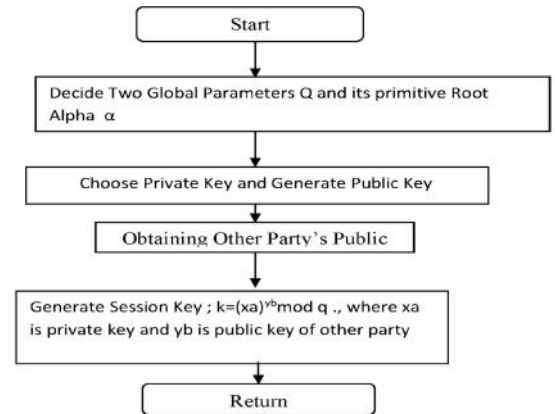 Start
Decide Two Global Parameters Q and its primitive Root
Alpha α
Choose Private Key and Generate Public Key
Obtaining Other Party's Public
Generate Session Key ; k=(xa)^yb mod q ., where xa
is private key and yb is public key of other party
Return